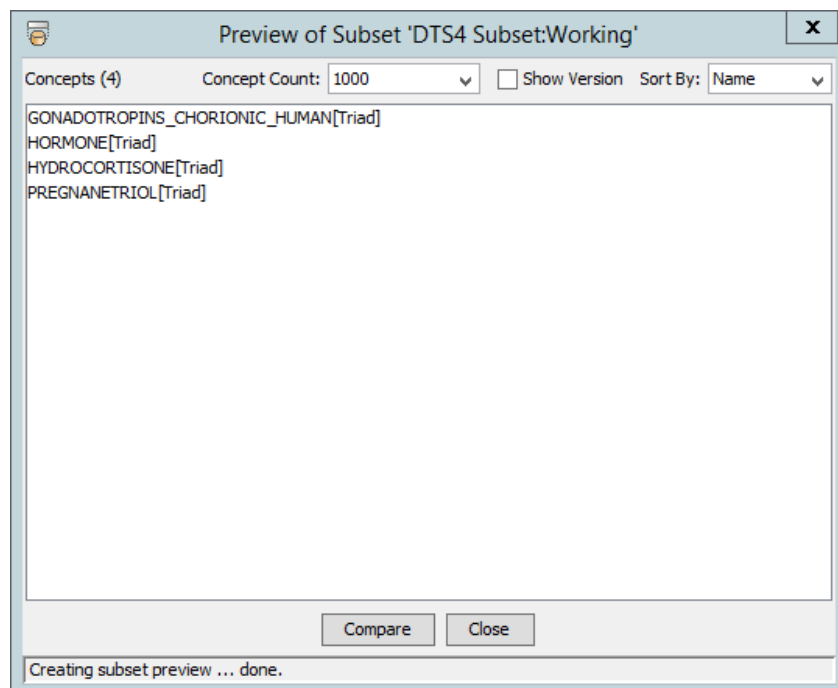 Preview of Subset 'DTS4 Subset:Working'
x
Concepts (4) Concept Count: 1000 Show Version Sort By: Name
GONADOTROPINS_CHORIONIC_HUMAN[Triad]
HORMONE[Triad]
HYDROCORTISONE[Triad]
PREGNANETRIOL[Triad]
Compare Close
Creating subset preview ... done.